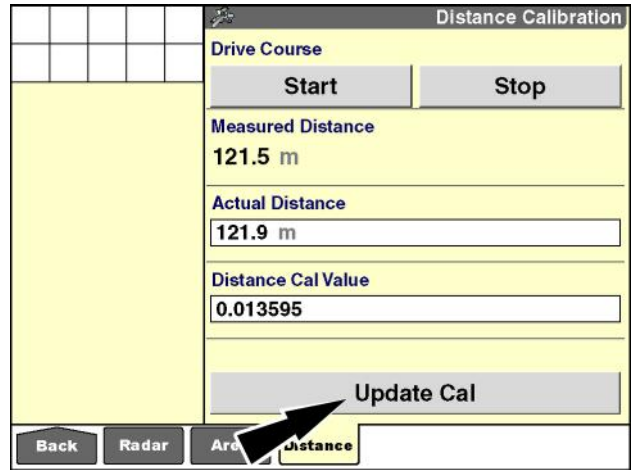 Distance Calibration
Drive Course
Start Stop
Measured Distance
121.5 m
Actual Distance
121.9 m
Distance Cal Value
0.013595
Update Cal
Back Radar Distance